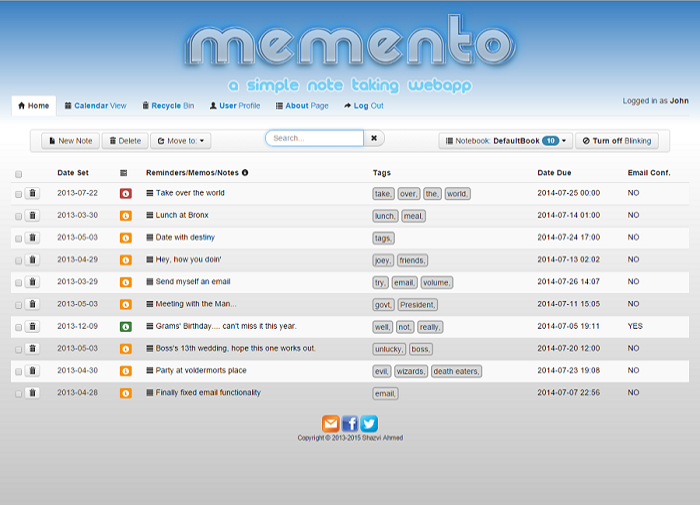 memento
a simple note taking webapp
Home Calendar View Recycle Bin User Profile About Page Log Out Logged in as John
New Note Delete Move to: Search... Notebook: DefaultBook 10 Turn off Blinking
Date Set Reminders/Memos/Notes Tags Date Due Email Conf.
2013-07-22 Take over the world take, over, the, world, 2014-07-25 00:00 NO
2013-03-30 Lunch at Bronx lunch, meal, 2014-07-14 01:00 NO
2013-05-03 Date with destiny tags, 2014-07-24 17:00 NO
2013-04-29 Hey, how you doin' joey, friends, 2014-07-13 02:02 NO
2013-03-29 Send myself an email try, email, volume, 2014-07-26 14:07 NO
2013-05-03 Meeting with the Man... govt, President, 2014-07-11 15:05 NO
2013-12-09 Grams' Birthday.... can't miss it this year. well, not, really, 2014-07-05 19:11 YES
2013-05-03 Boss's 13th wedding, hope this one works out. unlucky, boss, 2014-07-20 12:00 NO
2013-04-30 Party at voldermorts place evil, wizards, death eaters, 2014-07-23 19:08 NO
2013-04-28 Finally fixed email functionality email, 2014-07-07 22:56 NO
Copyright © 2013-2015 Shazvi Ahmed